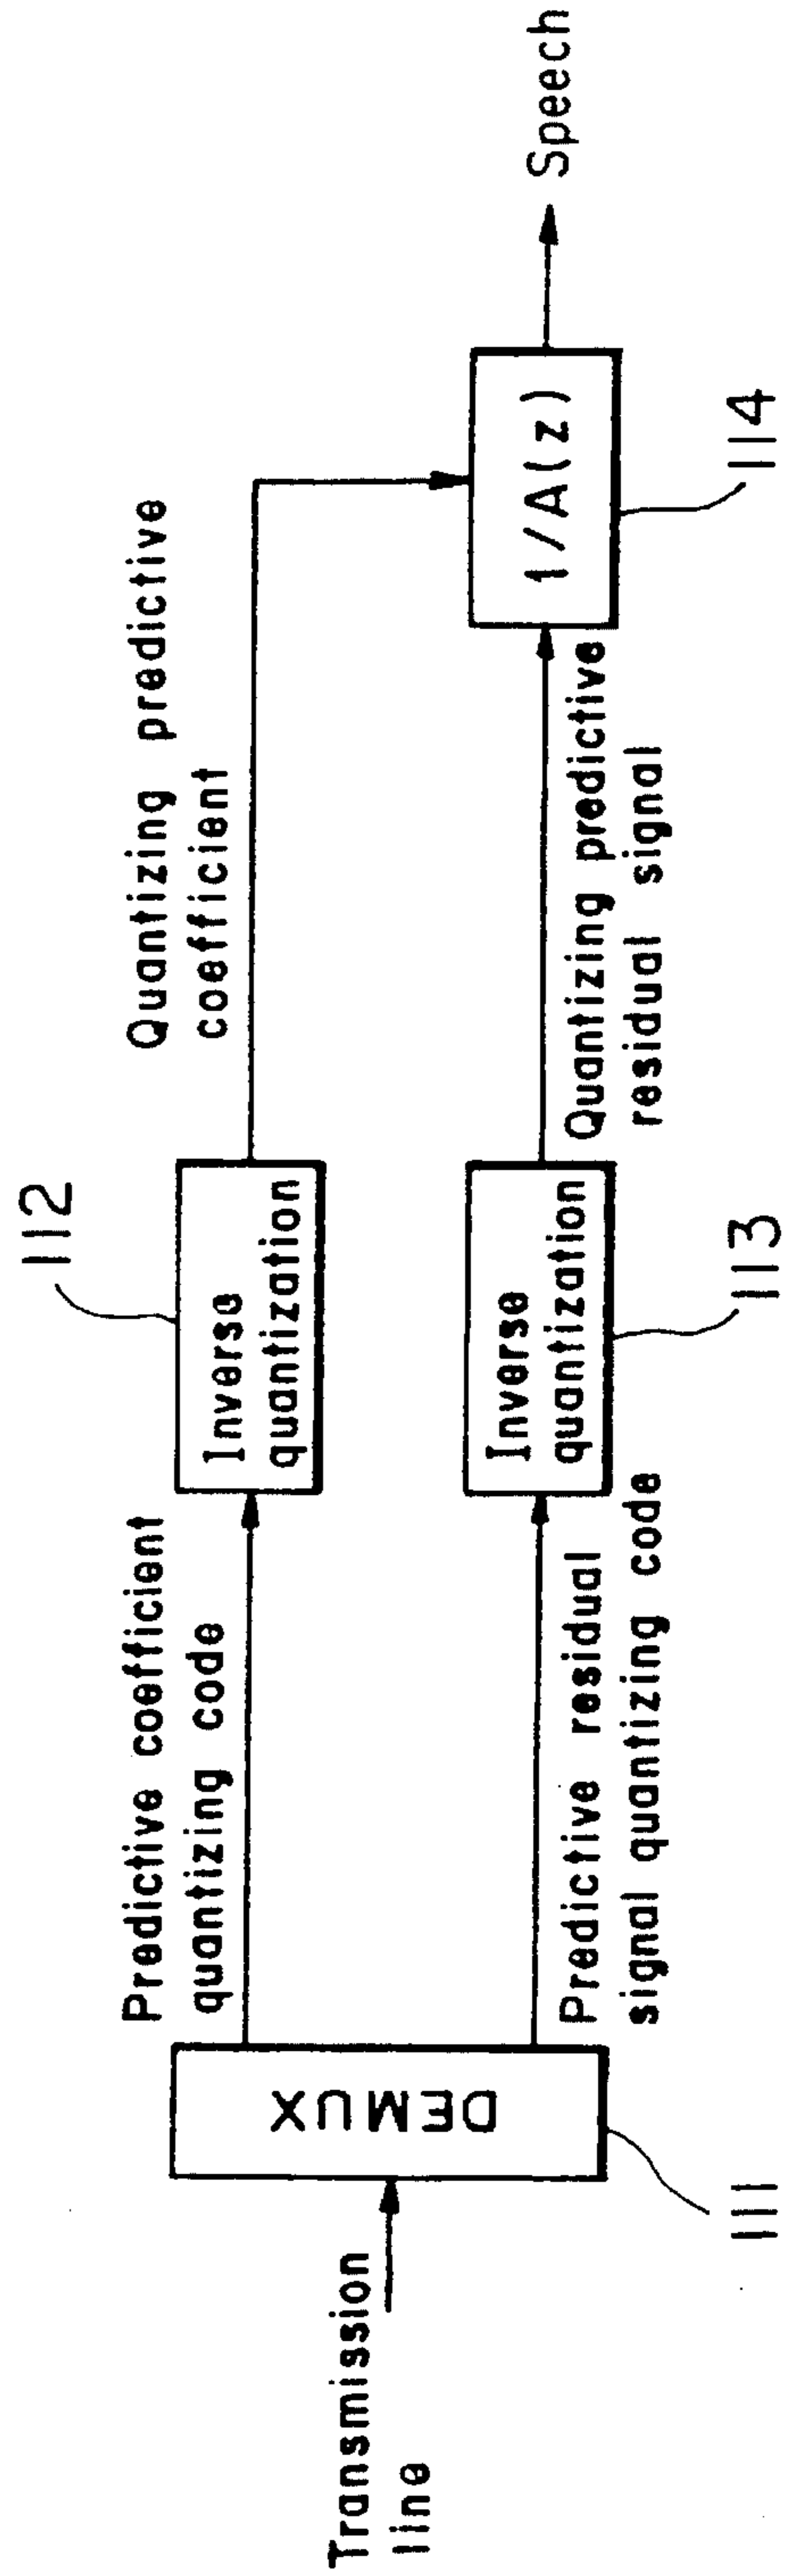 Transmission
line
DEMUX
111
Predictive coefficient
quantizing code
Predictive residual
signal quantizing code
112
Inverse
quantization
Inverse
quantization
113
Quantizing predictive
coefficient
Quantizing predictive
residual signal
1/A(z)
114
Speech